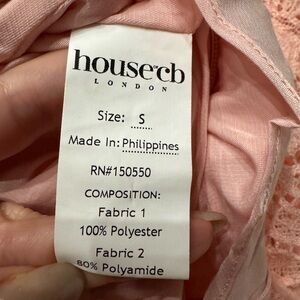 house of cb
LONDON
Size: S
Made In: Philippines
RN#150550
COMPOSITION:
Fabric 1
100% Polyester
Fabric 2
80% Polyamide